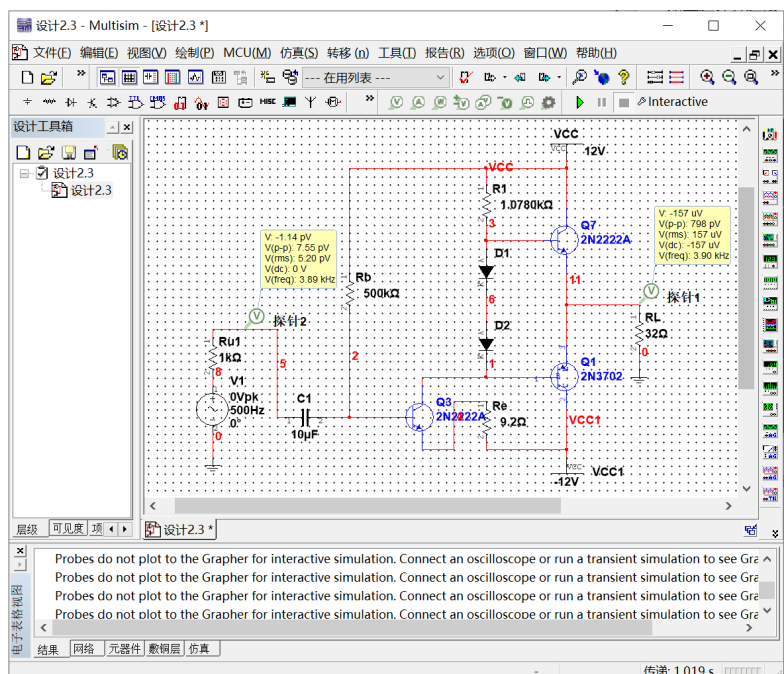 设计2.3 - Multisim - [设计2.3 *]
文件(F) 编辑(E) 视图(V) 绘制(P) MCU(M) 仿真(S) 转移 (n) 工具(T) 报告(R) 选项(O) 窗口(W) 帮助(H)
--- 在用列表 ---
MISC
Interactive
设计工具箱
设计2.3
设计2.3
VCC
VCC
12V
VCC
R1
1.0780kΩ
3
V: -157 uV
V(p-p): 798 pV
V(rms): 157 uV
V(dc): -157 uV
V(freq): 3.90 kHz
Q7
2N2222A
V: -1.14 pV
V(p-p): 7.55 pV
V(rms): 5.20 pV
V(dc): 0 V
V(freq): 3.89 kHz
D1
11
Rb
500kΩ
6
探针1
RL
32Ω
0
探针2
D2
Ru1
1kΩ
8
5
2
1
Q1
2N3702
V1
0Vpk
500Hz
0°
0
C1
10µF
Q3
2N2222A
Re
9.2Ω
VCC1
VCC
VCC1
-12V
层级 可见度 项
设计2.3 *
Probes do not plot to the Grapher for interactive simulation. Connect an oscilloscope or run a transient simulation to see Gra
Probes do not plot to the Grapher for interactive simulation. Connect an oscilloscope or run a transient simulation to see Gra
Probes do not plot to the Grapher for interactive simulation. Connect an oscilloscope or run a transient simulation to see Gra
Probes do not plot to the Grapher for interactive simulation. Connect an oscilloscope or run a transient simulation to see Gra
电子表格视图
结果 网络 元器件 敷铜层 仿真
传递: 1.019 s